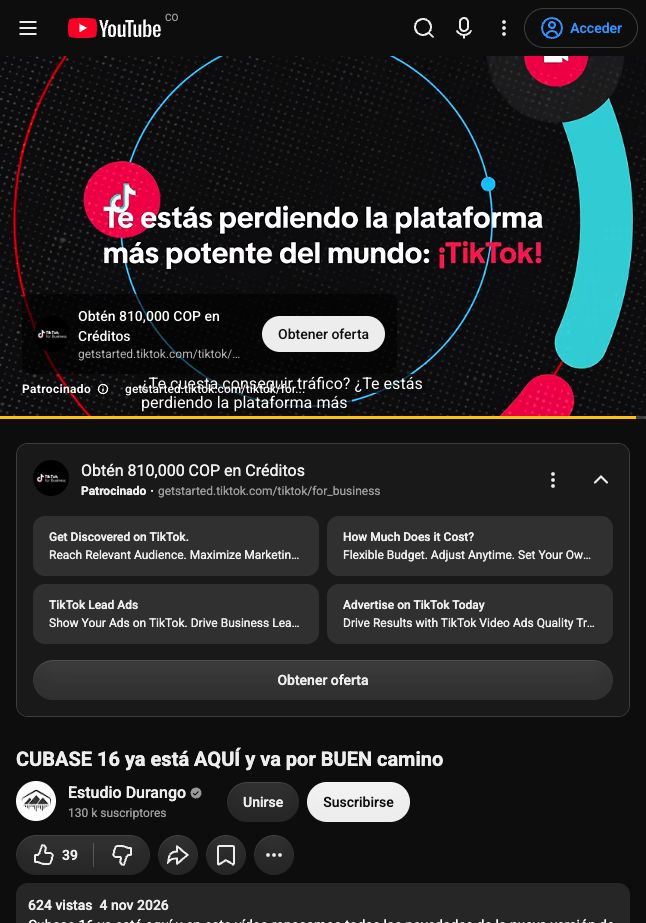 YouTube CO
Acceder
Te estás perdiendo la plataforma
más potente del mundo: ¡TikTok!
Obtén 810,000 COP en
Créditos
getstarted.tiktok.com/tiktok/...
Obtener oferta
¿Te cuesta conseguir tráfico? ¿Te estás
perdiendo la plataforma más
Patrocinado
getstarted.tiktok.com/tiktok/for...
Obtén 810,000 COP en Créditos
Patrocinado · getstarted.tiktok.com/tiktok/for_business
Get Discovered on TikTok.
Reach Relevant Audience. Maximize Marketin...
How Much Does it Cost?
Flexible Budget. Adjust Anytime. Set Your Ow...
TikTok Lead Ads
Show Your Ads on TikTok. Drive Business Lea...
Advertise on TikTok Today
Drive Results with TikTok Video Ads Quality Tr...
Obtener oferta
CUBASE 16 ya está AQUÍ y va por BUEN camino
Estudio Durango
130 k suscriptores
Unirse
Suscribirse
39
624 vistas 4 nov 2026